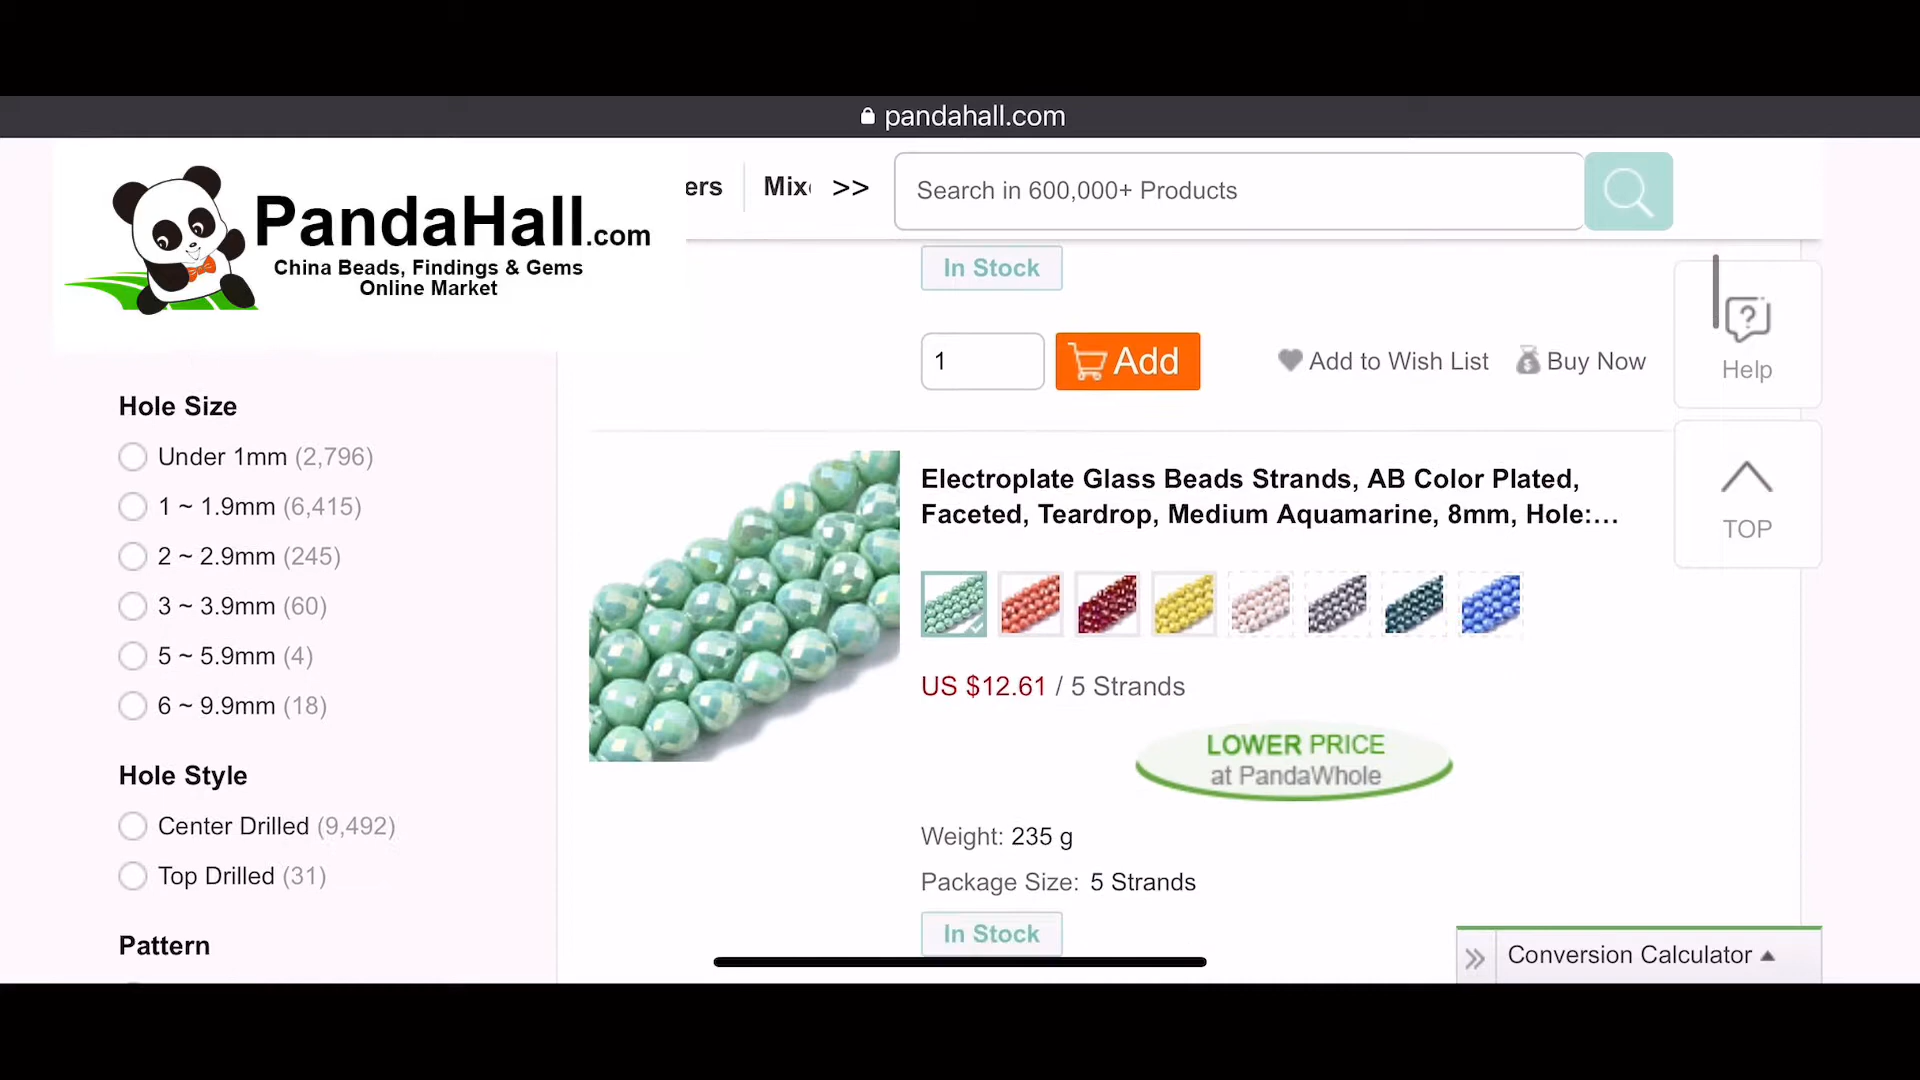 pandahall.com
PandaHall.com
China Beads, Findings & Gems
Online Market
ers
Mix
>>
Search in 600,000+ Products
In Stock
1
Add
Add to Wish List
Buy Now
Help
TOP
Hole Size
Under 1mm (2,796)
1 ~ 1.9mm (6,415)
2 ~ 2.9mm (245)
3 ~ 3.9mm (60)
5 ~ 5.9mm (4)
6 ~ 9.9mm (18)
Hole Style
Center Drilled (9,492)
Top Drilled (31)
Pattern
Electroplate Glass Beads Strands, AB Color Plated,
Faceted, Teardrop, Medium Aquamarine, 8mm, Hole:...
US $12.61 / 5 Strands
LOWER PRICE
at PandaWhole
Weight: 235 g
Package Size: 5 Strands
In Stock
Conversion Calculator